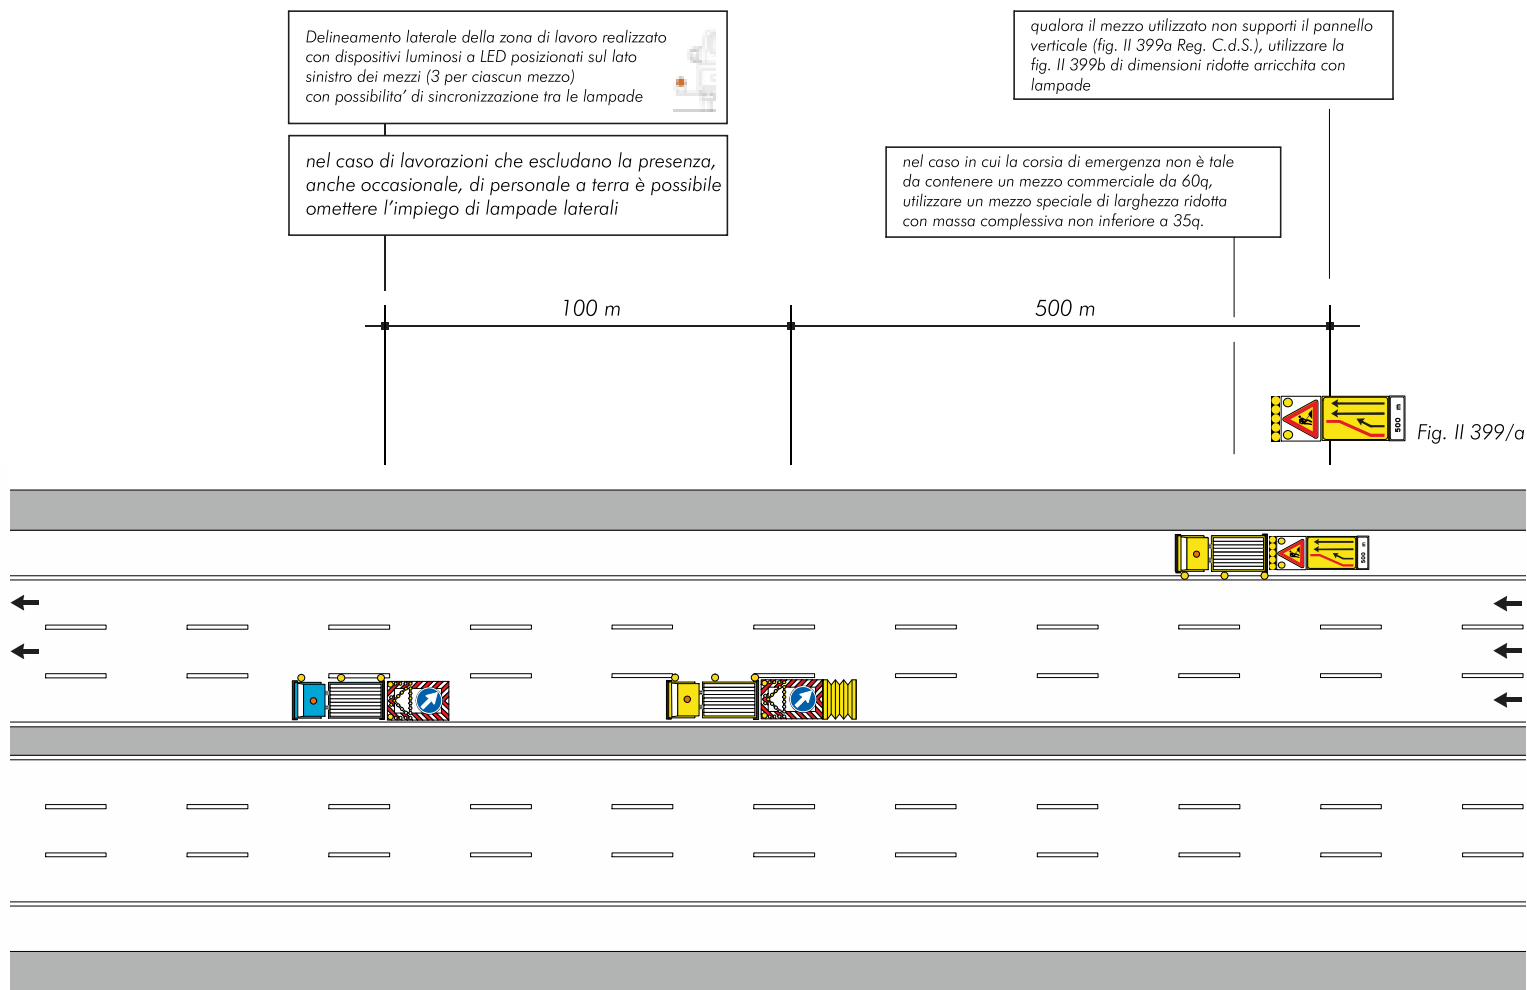 Delineamento laterale della zona di lavoro realizzato
con dispositivi luminosi a LED posizionati sul lato
sinistro dei mezzi (3 per ciascun mezzo)
con possibilita' di sincronizzazione tra le lampade
nel caso di lavorazioni che escludano la presenza,
anche occasionale, di personale a terra è possibile
omettere l'impiego di lampade laterali
qualora il mezzo utilizzato non supporti il pannello
verticale (fig. II 399a Reg. C.d.S.), utilizzare la
fig. II 399b di dimensioni ridotte arricchita con
lampade
nel caso in cui la corsia di emergenza non è tale
da contenere un mezzo commerciale da 60q,
utilizzare un mezzo speciale di larghezza ridotta
con massa complessiva non inferiore a 35q.
100 m
500 m
500 m
Fig. II 399/a
500 m